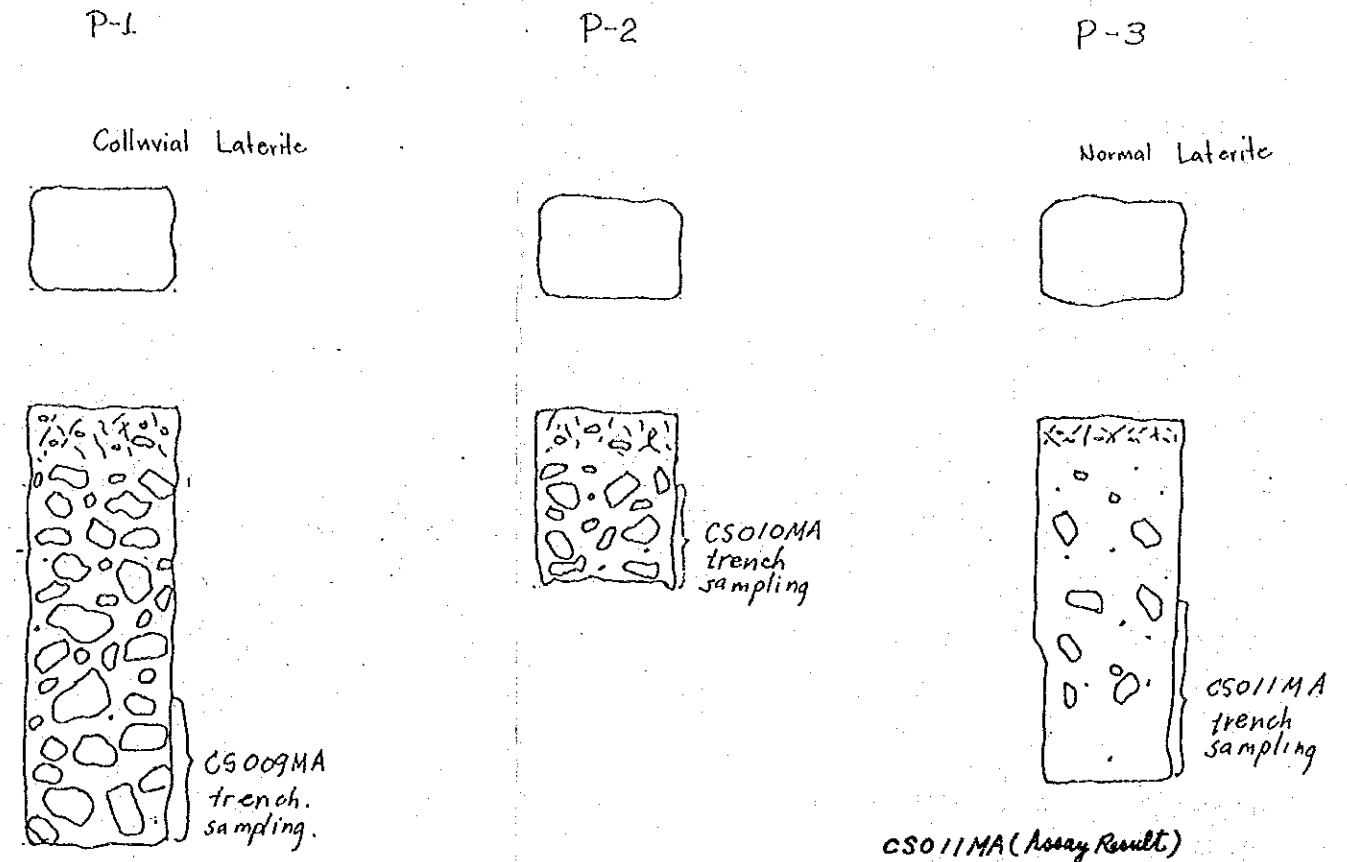 P-1
P-2
P-3
Colluvial Laterite
Normal Laterite
CS010MA
trench
sampling
CS011MA
trench
sampling
CS009MA
trench.
sampling.
CS011MA (Assay Result)